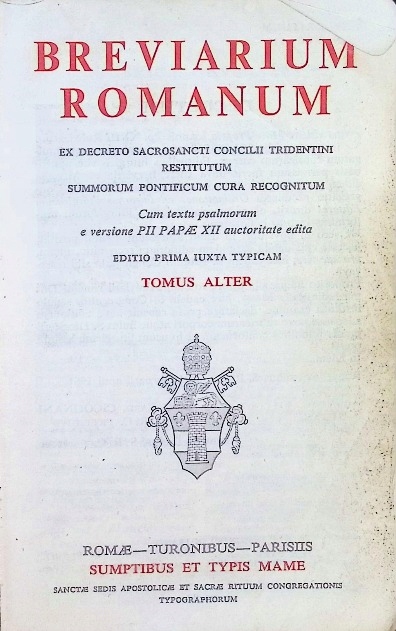 BREVIARIUM
ROMANUM
EX DECRETO SACROSANCTI CONCILII TRIDENTINI
RESTITUTUM
SUMMORUM PONTIFICUM CURA RECOGNITUM
Cum textu psalmorum
e versione PII PAPÆ XII auctoritate edita
EDITIO PRIMA IUXTA TYPICAM
TOMUS ALTER
ROMÆ—TURONIBUS—PARISIIS
SUMPTIBUS ET TYPIS MAME
SANCTÆ SEDIS APOSTOLICÆ ET SACRÆ RITUUM CONGREGATIONIS
TYPOGRAPHORUM